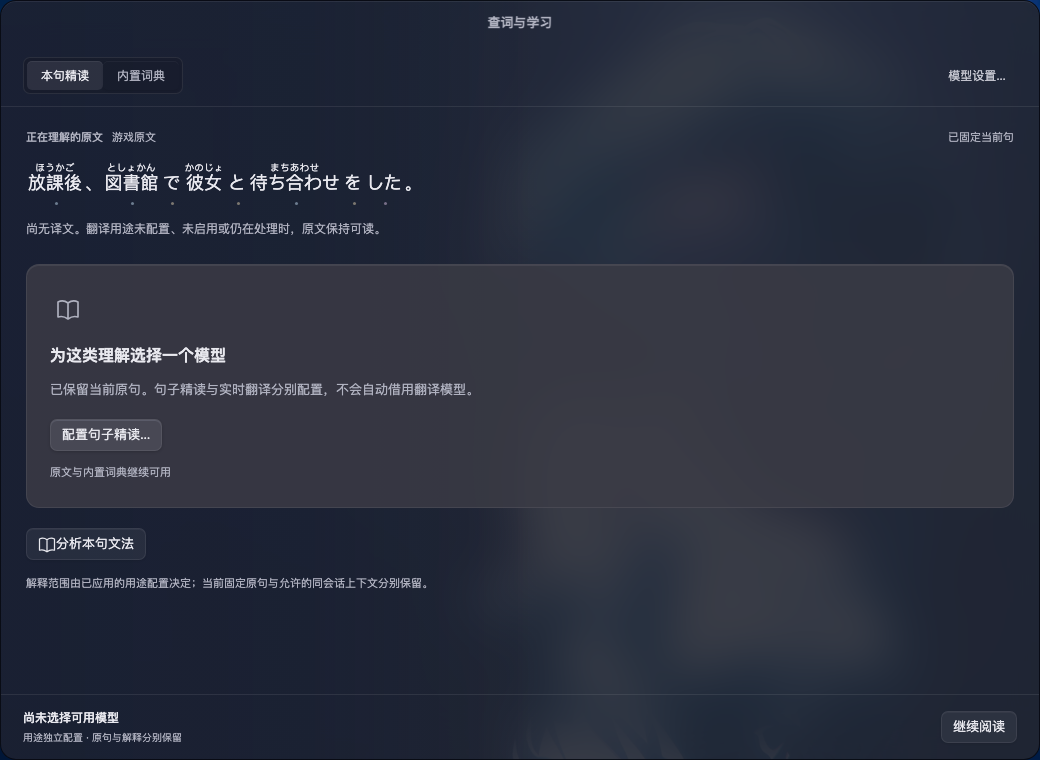 查词与学习
本句精读 内置词典 模型设置...
正在理解的原文 游戏原文 已固定当前句
ほうかご としょかん かのじょ まちあわせ
放課後、図書館で彼女と待ち合わせをした。
尚无译文。翻译用途未配置、未启用或仍在处理时，原文保持可读。
为这类理解选择一个模型
已保留当前原句。句子精读与实时翻译分别配置，不会自动借用翻译模型。
配置句子精读...
原文与内置词典继续可用
分析本句文法
解释范围由已应用的用途配置决定；当前固定原句与允许的同会话上下文分别保留。
尚未选择可用模型
用途独立配置 · 原句与解释分别保留
继续阅读